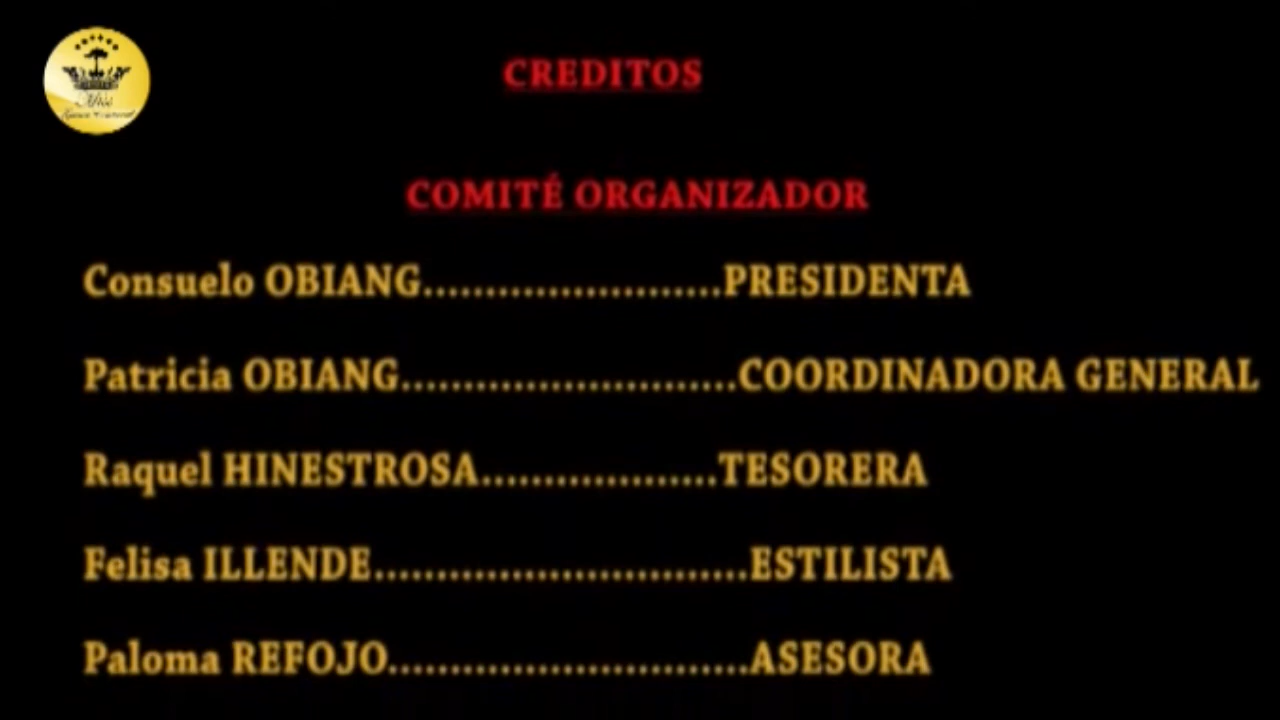 Miss
CREDITOS
COMITÉ ORGANIZADOR
Consuelo OBIANG........................PRESIDENTA
Patricia OBIANG...........................COORDINADORA GENERAL
Raquel HINESTROSA...................TESORERA
Felisa ILLENDE..............................ESTILISTA
Paloma REFOJO.............................ASESORA